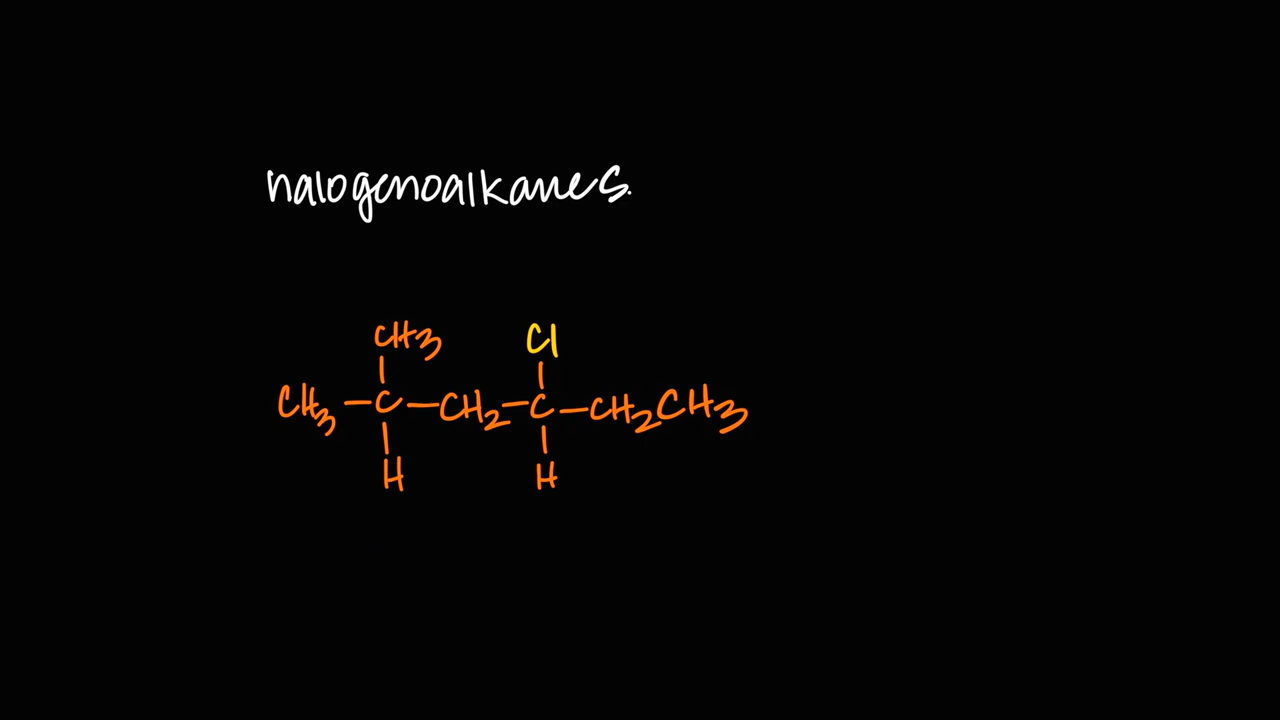 halogenoalkanes.
CH3 Cl
CH3 — C — CH2 — C — CH2CH3
H H